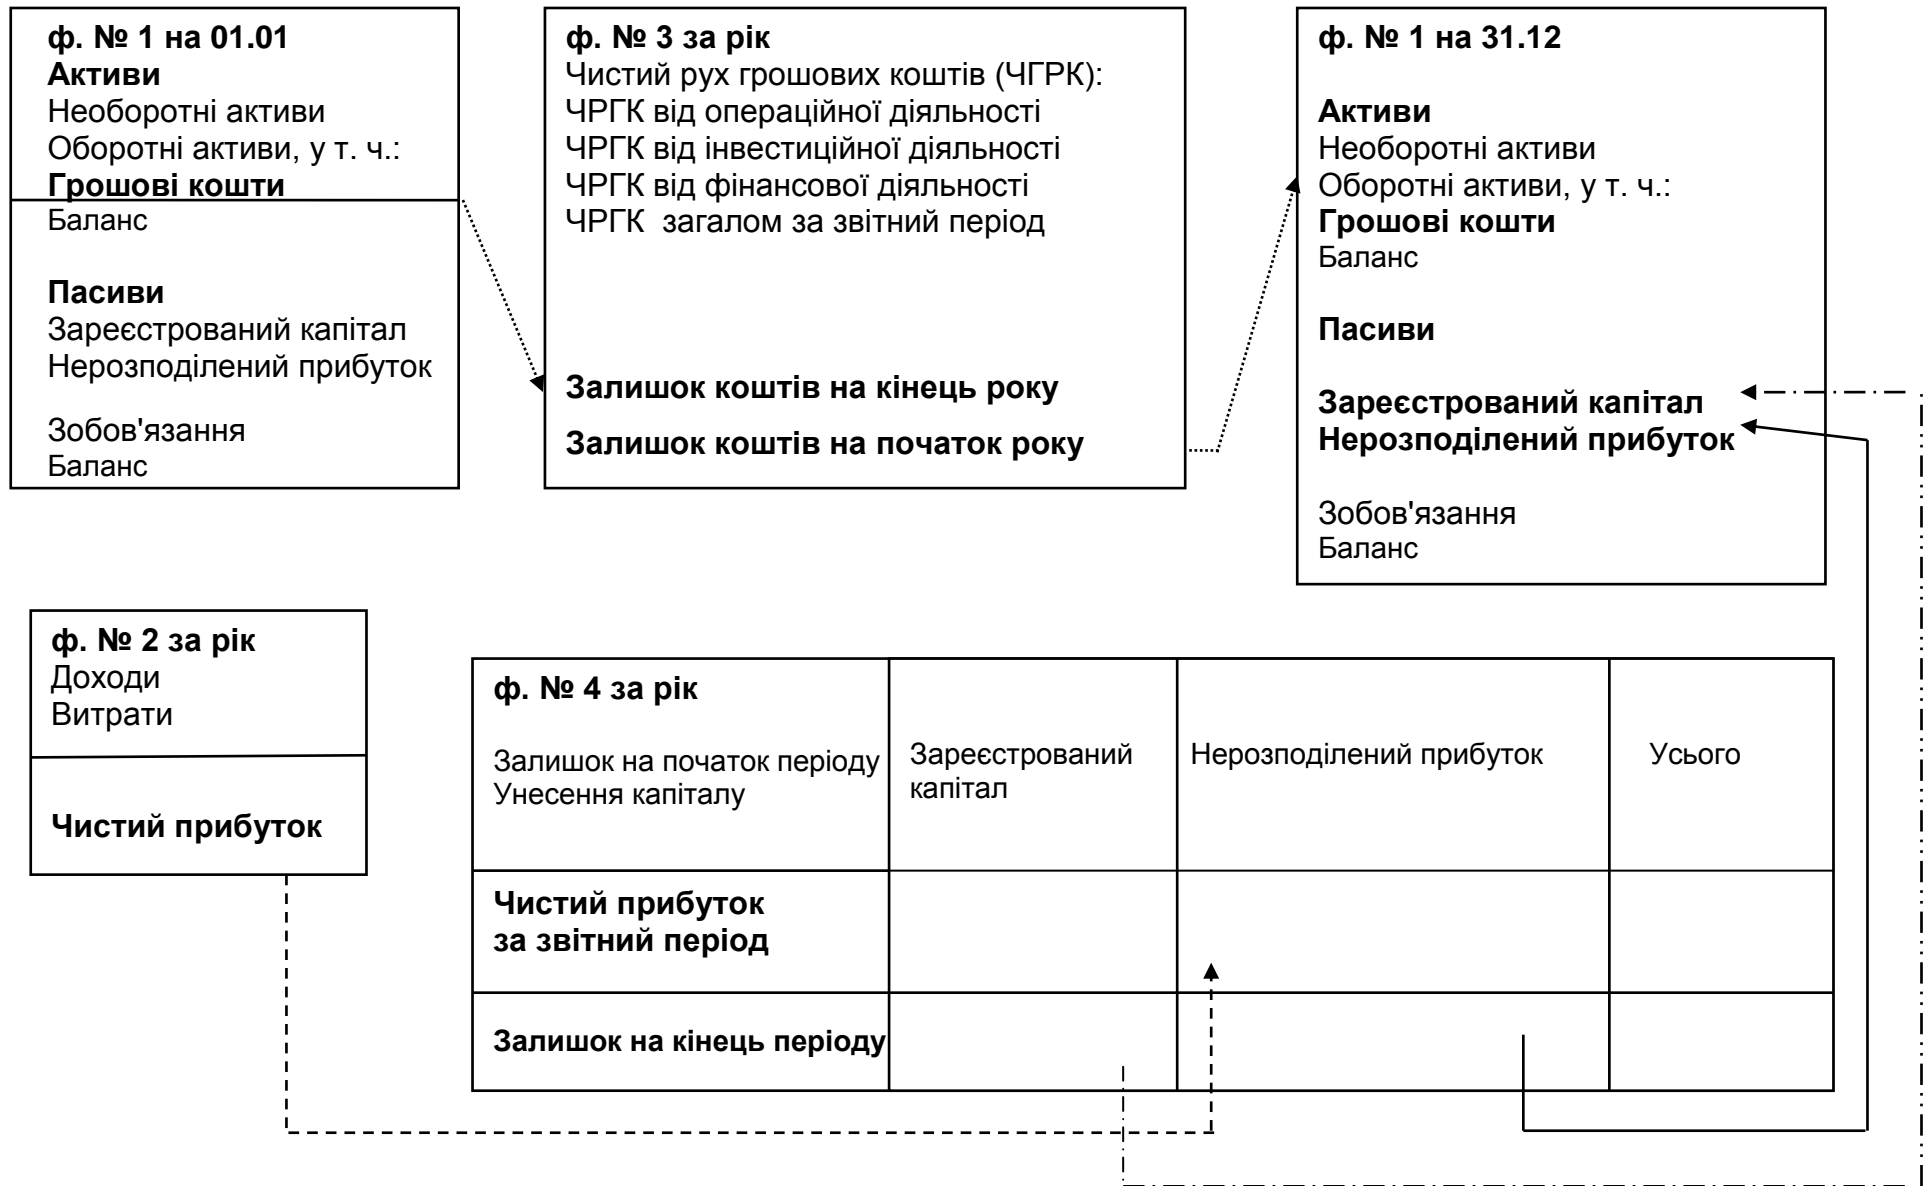 ф. № 1 на 01.01
Активи
Необоротні активи
Оборотні активи, у т. ч.:
Грошові кошти
Баланс
Пасиви
Зареєстрований капітал
Нерозподілений прибуток
Зобов'язання
Баланс
ф. № 3 за рік
Чистий рух грошових коштів (ЧГРК):
ЧРГК від операційної діяльності
ЧРГК від інвестиційної діяльності
ЧРГК від фінансової діяльності
ЧРГК загалом за звітний період
Залишок коштів на кінець року
Залишок коштів на початок року
ф. № 1 на 31.12
Активи
Необоротні активи
Оборотні активи, у т. ч.:
Грошові кошти
Баланс
Пасиви
Зареєстрований капітал
Нерозподілений прибуток
Зобов'язання
Баланс
ф. № 2 за рік
Доходи
Витрати
Чистий прибуток
ф. № 4 за рік
Залишок на початок періоду
Унесення капіталу
Зареєстрований
капітал
Нерозподілений прибуток
Усього
Чистий прибуток
за звітний період
Залишок на кінець періоду